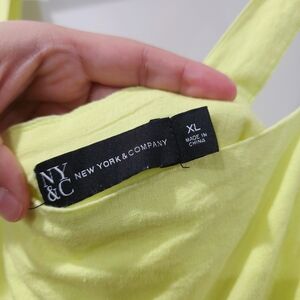 NY
&C
NEW YORK & COMPANY
XL
MADE IN
CHINA